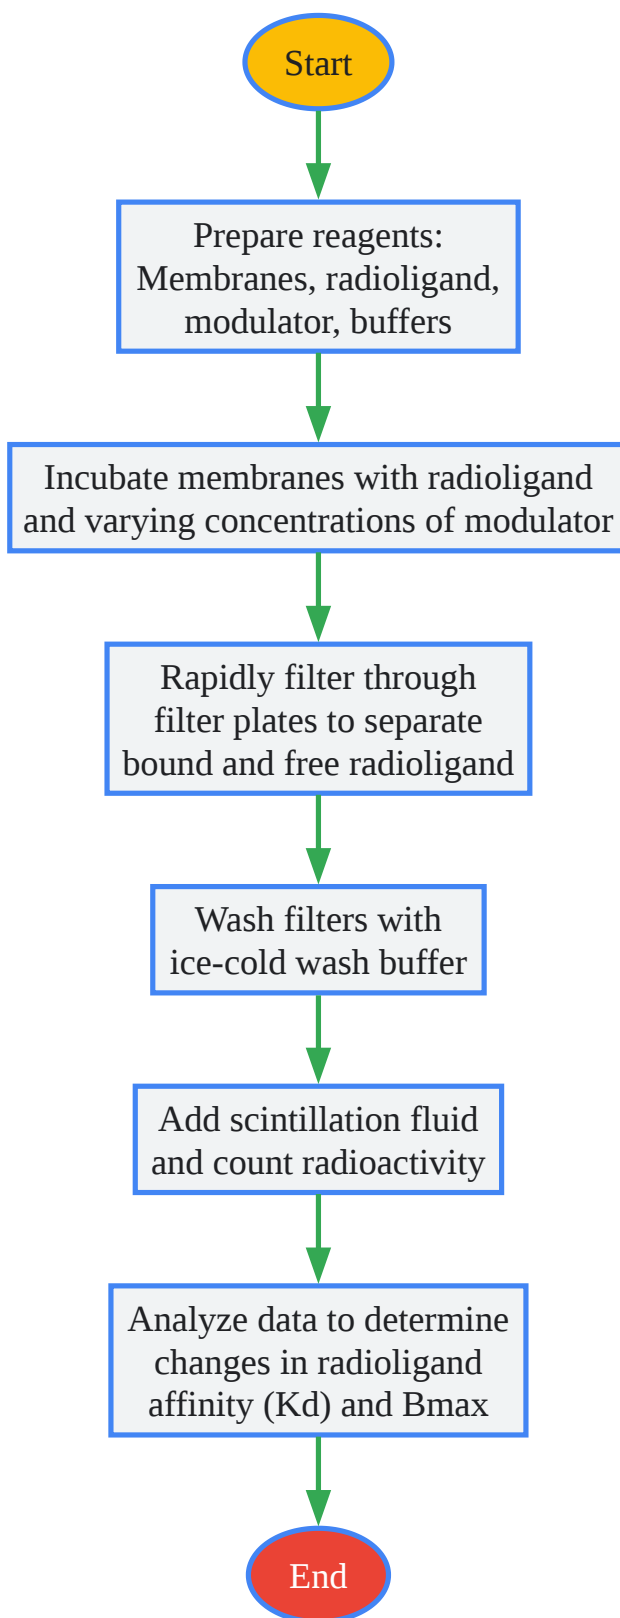 Start
Prepare reagents:
Membranes, radioligand,
modulator, buffers
Incubate membranes with radioligand
and varying concentrations of modulator
Rapidly filter through
filter plates to separate
bound and free radioligand
Wash filters with
ice-cold wash buffer
Add scintillation fluid
and count radioactivity
Analyze data to determine
changes in radioligand
affinity (Kd) and Bmax
End